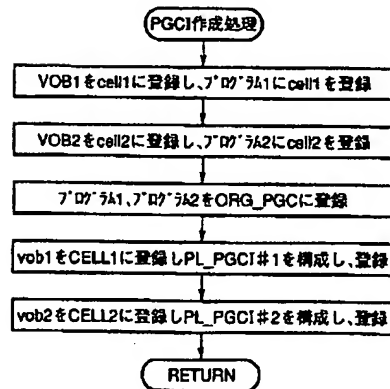 PGCI作成処理
VOB1をcell1に登録し、プログラム1にcell1を登録
VOB2をcell2に登録し、プログラム2にcell2を登録
プログラム1、プログラム2をORG_PGCに登録
vob1をCELL1に登録しPL_PGCI#1を構成し、登録
vob2をCELL2に登録しPL_PGCI#2を構成し、登録
RETURN